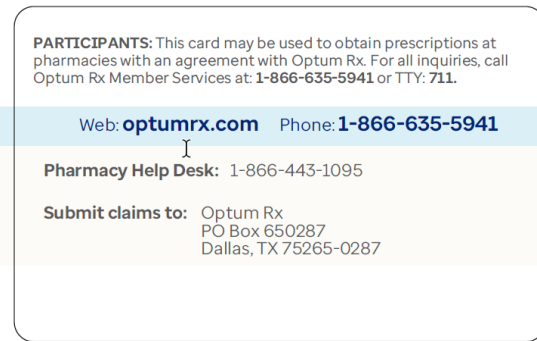 PARTICIPANTS: This card may be used to obtain prescriptions at
pharmacies with an agreement with Optum Rx. For all inquiries, call
Optum Rx Member Services at: 1-866-635-5941 or TTY: 711.
Web: optumrx.com Phone: 1-866-635-5941
Pharmacy Help Desk: 1-866-443-1095
Submit claims to: Optum Rx
PO Box 650287
Dallas, TX 75265-0287